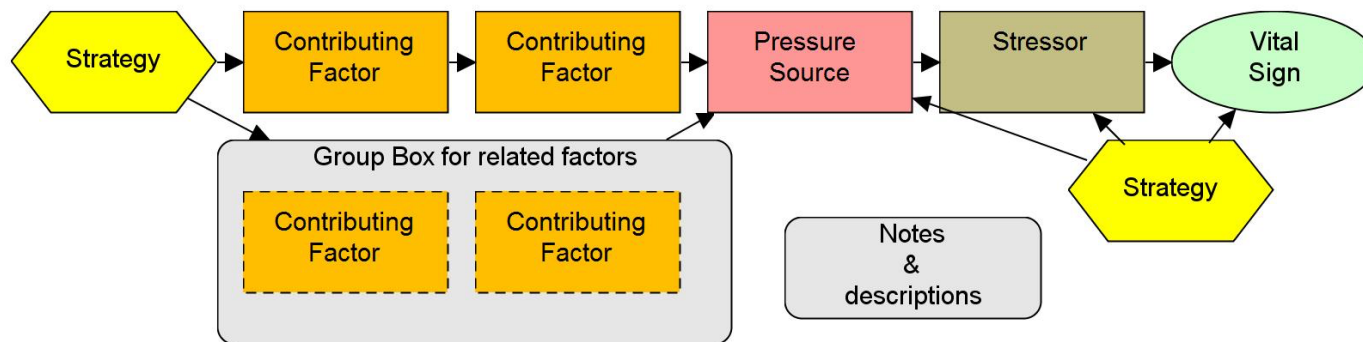 Strategy
Contributing
Factor
Contributing
Factor
Pressure
Source
Stressor
Vital
Sign
Group Box for related factors
Contributing
Factor
Contributing
Factor
Strategy
Notes
&
descriptions